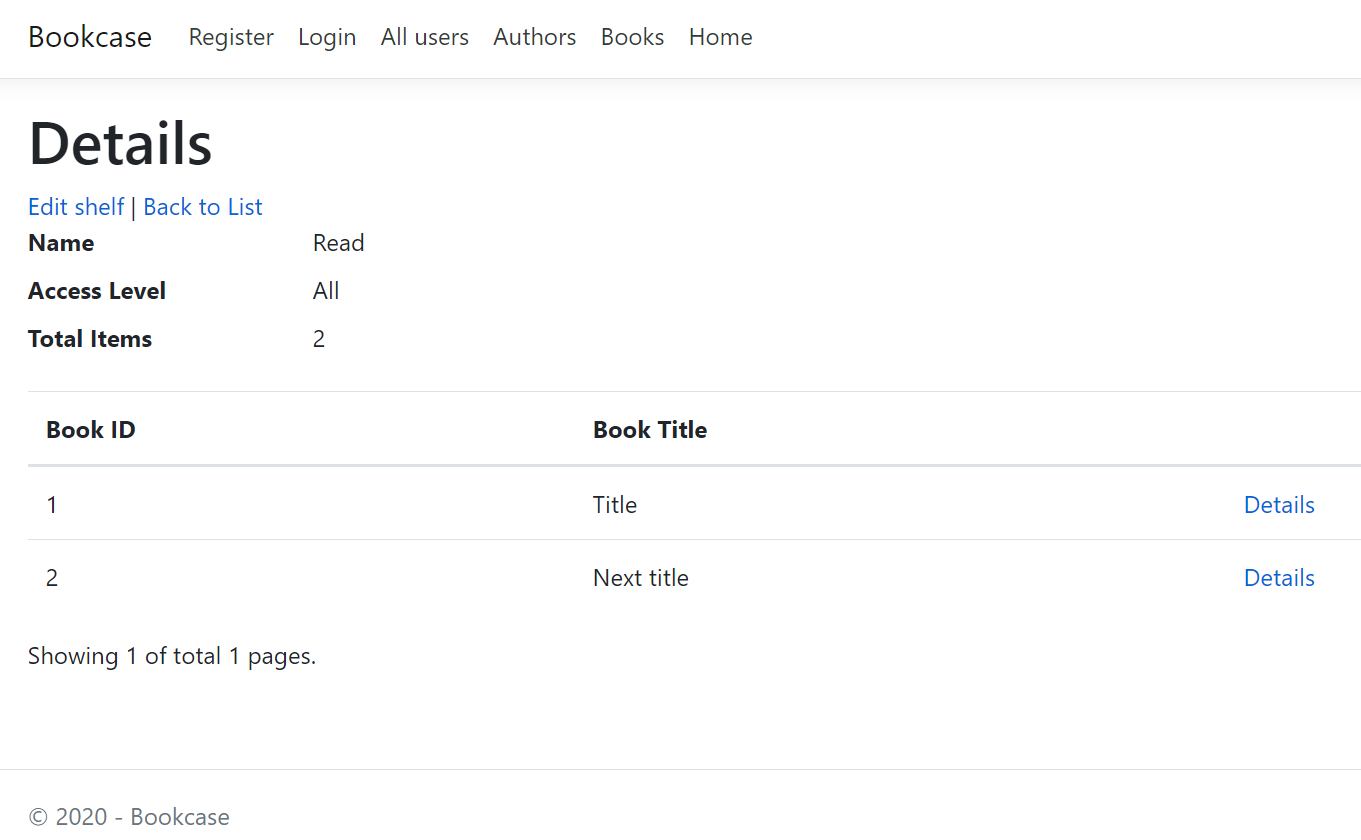 Bookcase Register Login All users Authors Books Home
Details
Edit shelf | Back to List
Name Read
Access Level All
Total Items 2
Book ID Book Title
1 Title Details
2 Next title Details
Showing 1 of total 1 pages.
© 2020 - Bookcase